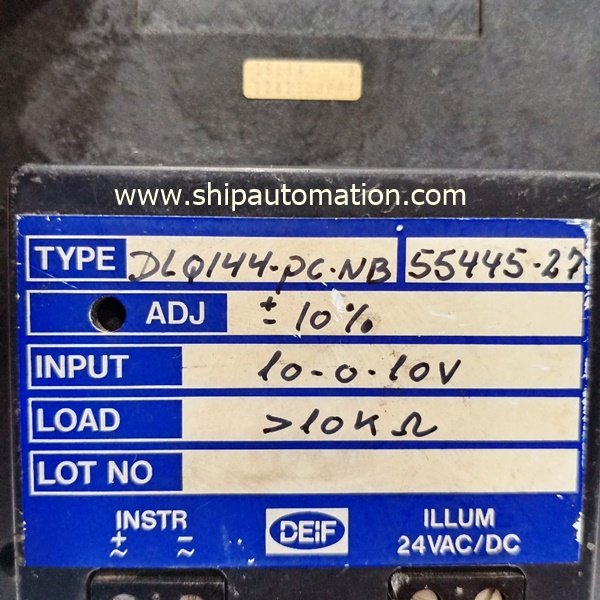 www.shipautomation.com
TYPE DLQ144-PC-NB 55445-27
ADJ ± 10%
INPUT 10-0-10V
LOAD >10KΩ
LOT NO
INSTR DEIF ILLUM
± ~ − ~ 24VAC/DC